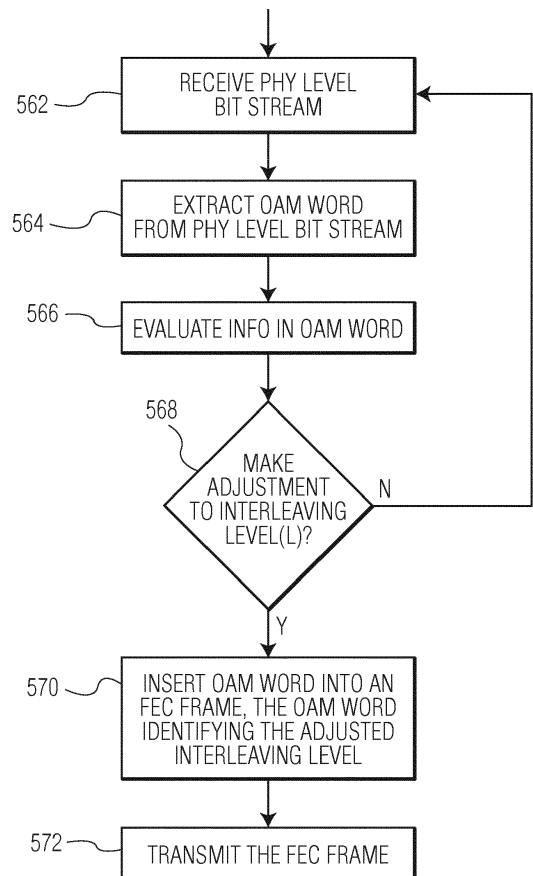 562
RECEIVE PHY LEVEL
BIT STREAM
564
EXTRACT OAM WORD
FROM PHY LEVEL BIT STREAM
566
EVALUATE INFO IN OAM WORD
568
MAKE
ADJUSTMENT
TO INTERLEAVING
LEVEL(L)?
N
Y
570
INSERT OAM WORD INTO AN
FEC FRAME, THE OAM WORD
IDENTIFYING THE ADJUSTED
INTERLEAVING LEVEL
572
TRANSMIT THE FEC FRAME